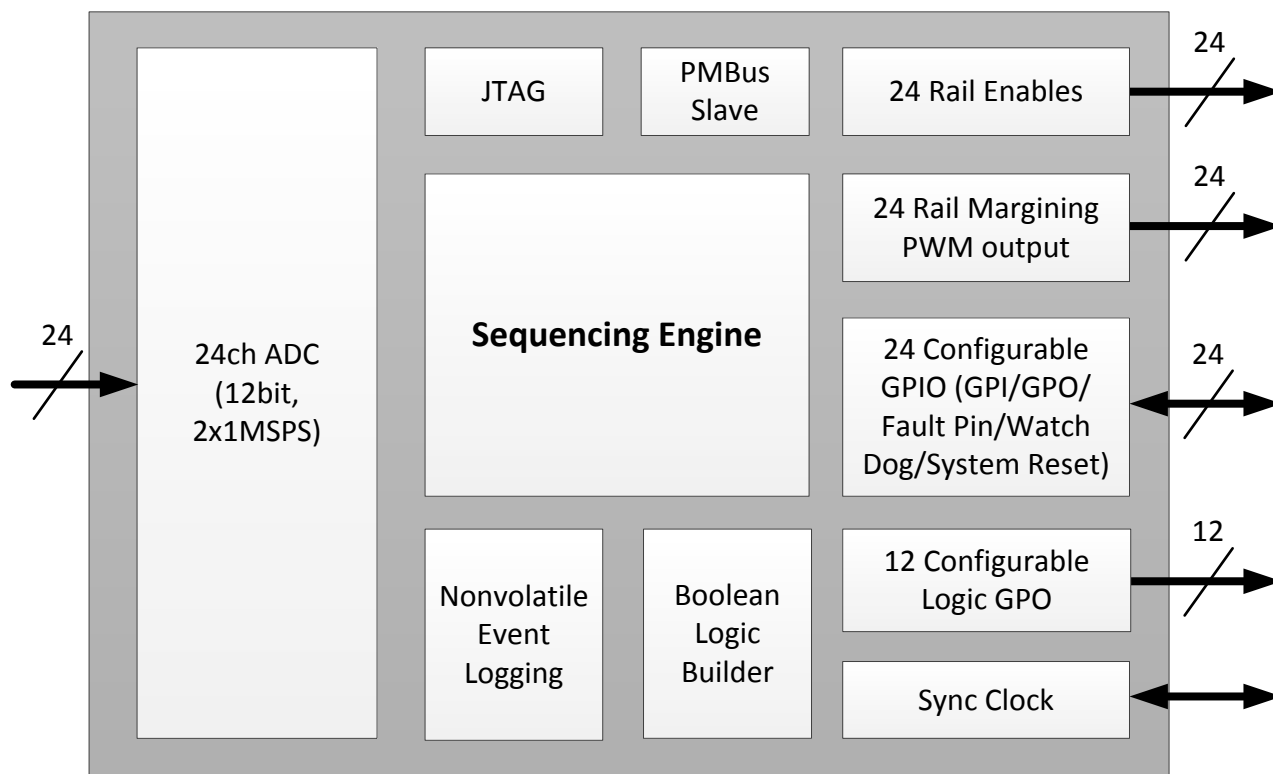 24
24ch ADC
(12bit,
2x1MSPS)
JTAG
PMBus
Slave
24 Rail Enables
24
24 Rail Margining
PWM output
24
Sequencing Engine
24 Configurable
GPIO (GPI/GPO/
Fault Pin/Watch
Dog/System Reset)
24
Nonvolatile
Event
Logging
Boolean
Logic
Builder
12 Configurable
Logic GPO
12
Sync Clock